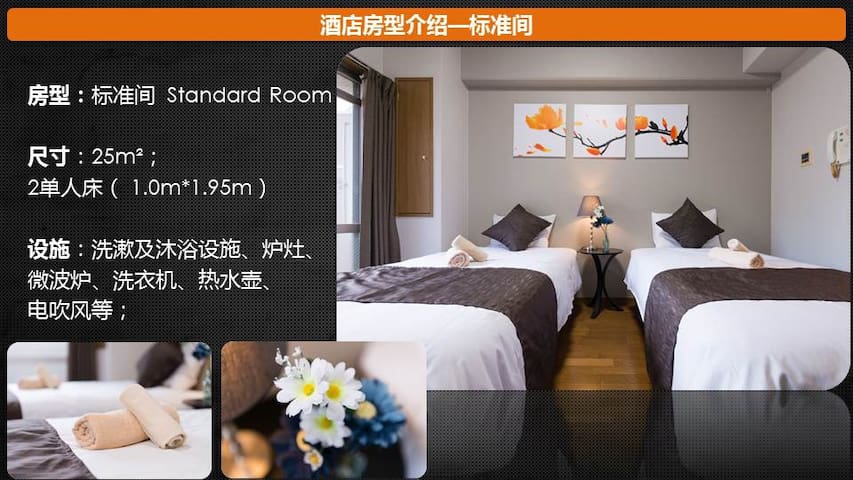 酒店房型介绍—标准间
房型：标准间 Standard Room
尺寸：25m²；
2单人床（ 1.0m*1.95m ）
设施：洗漱及沐浴设施、炉灶、
微波炉、洗衣机、热水壶、
电吹风等；